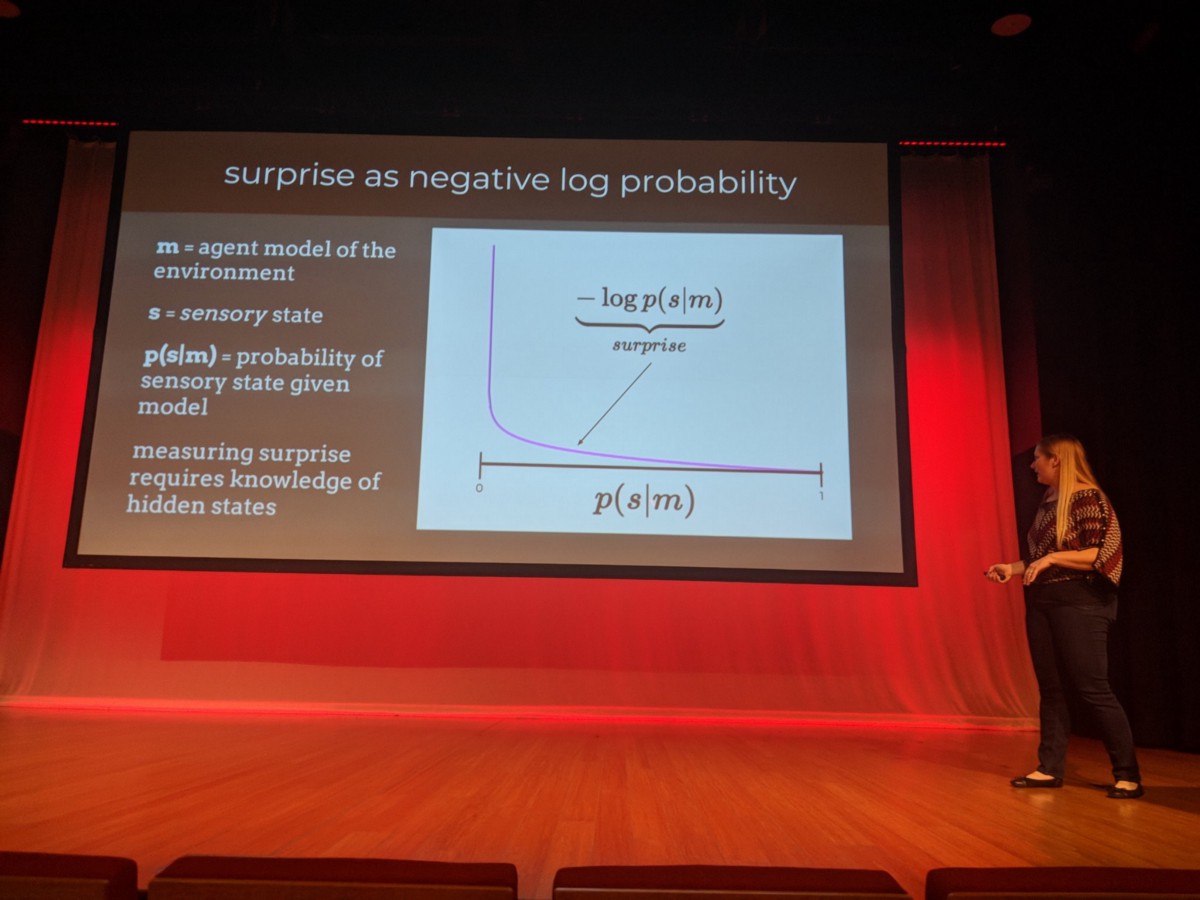 surprise as negative log probability
m = agent model of the
environment
s = sensory state
p(s|m) = probability of
sensory state given
model
measuring surprise
requires knowledge of
hidden states
− log p(s|m)
surprise
0
1
p(s|m)